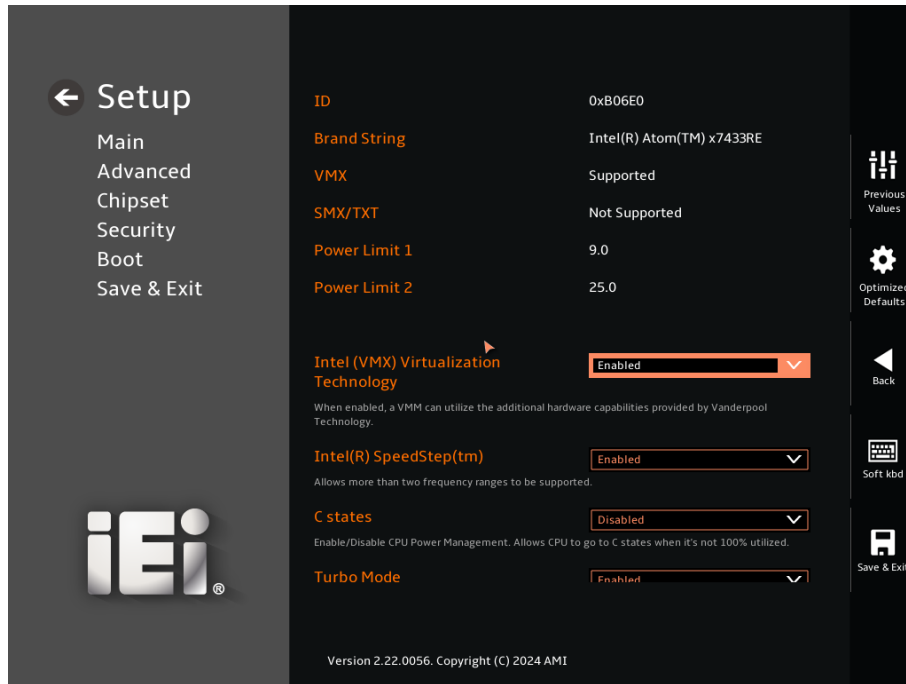 Setup
Main
Advanced
Chipset
Security
Boot
Save & Exit
iEi®
ID 0xB06E0
Brand String Intel(R) Atom(TM) x7433RE
VMX Supported
SMX/TXT Not Supported
Power Limit 1 9.0
Power Limit 2 25.0
Intel (VMX) Virtualization
Technology
Enabled
When enabled, a VMM can utilize the additional hardware capabilities provided by Vanderpool
Technology.
Intel(R) SpeedStep(tm) Enabled
Allows more than two frequency ranges to be supported.
C states Disabled
Enable/Disable CPU Power Management. Allows CPU to go to C states when it's not 100% utilized.
Turbo Mode Enabled
Version 2.22.0056. Copyright (C) 2024 AMI
Previous
Values
Optimized
Defaults
Back
Soft kbd
Save & Exit